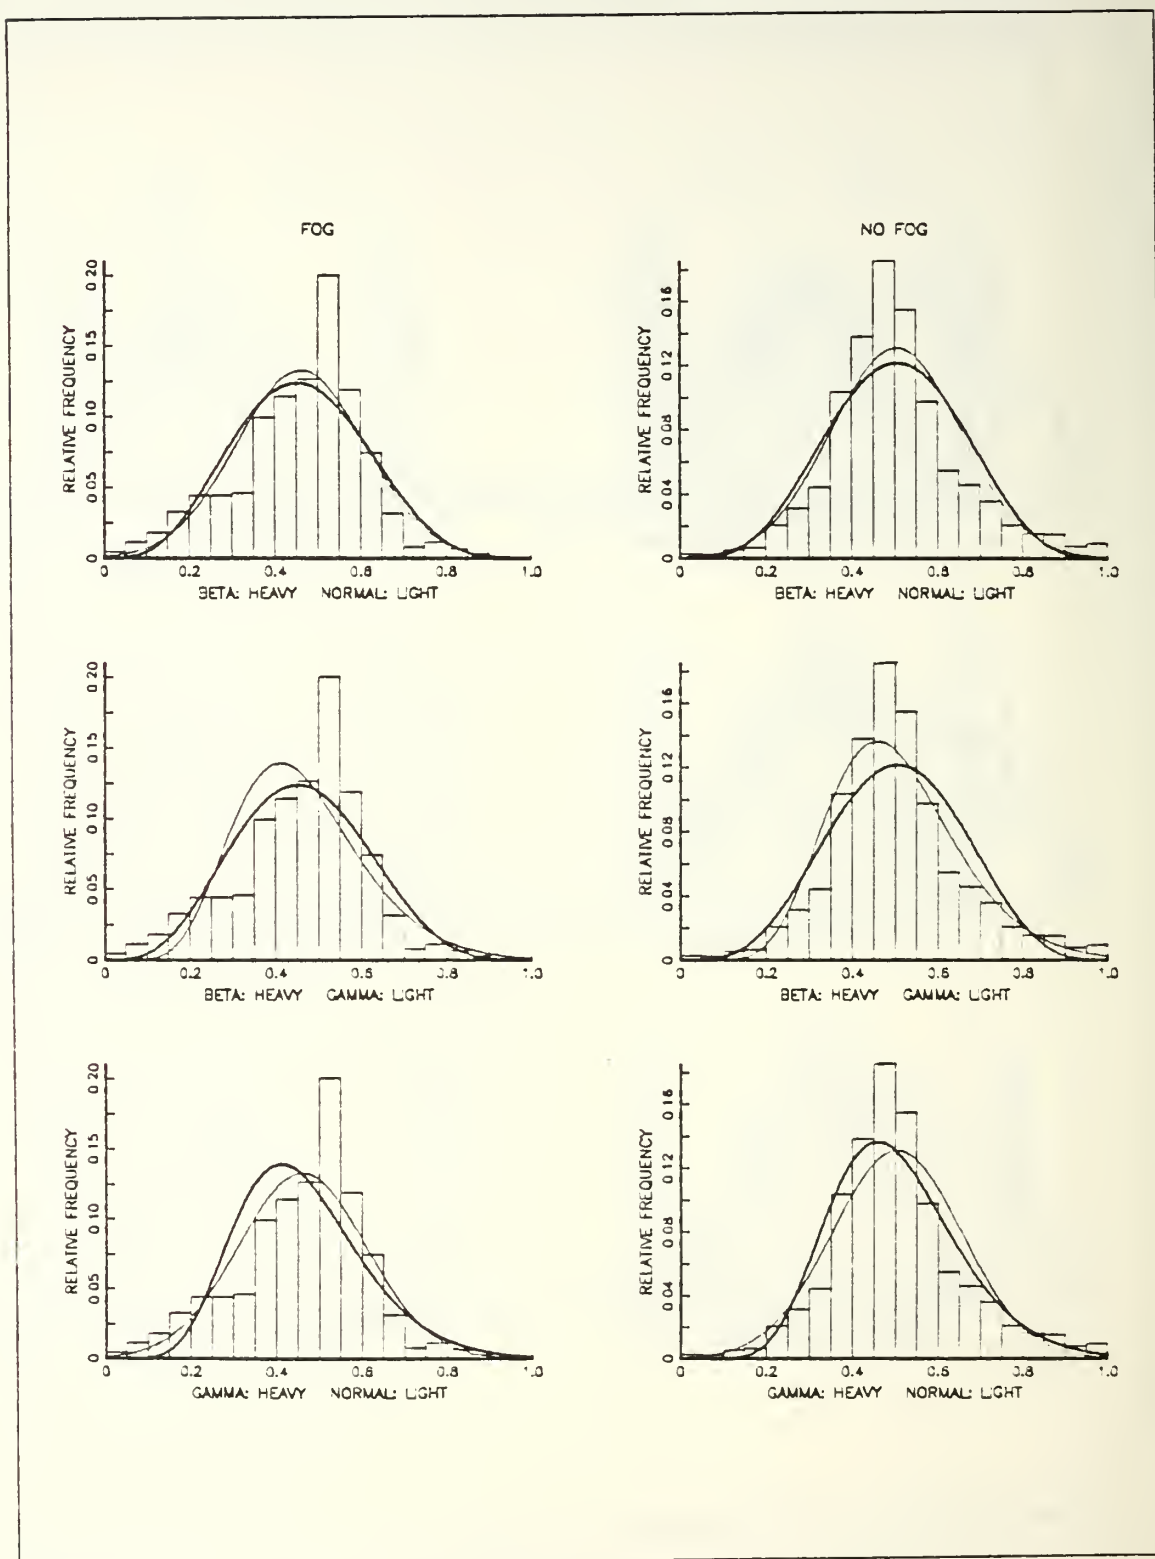 FOG
NO FOG
RELATIVE FREQUENCY
0 0.05 0.10 0.15 0.20
0 0.2 0.4 0.6 0.8 1.0
BETA: HEAVY NORMAL: LIGHT
RELATIVE FREQUENCY
0 0.04 0.08 0.12 0.16
0 0.2 0.4 0.6 0.8 1.0
BETA: HEAVY NORMAL: LIGHT
RELATIVE FREQUENCY
0 0.05 0.10 0.15 0.20
0 0.2 0.4 0.6 0.8 1.0
BETA: HEAVY GAMMA: LIGHT
RELATIVE FREQUENCY
0 0.04 0.08 0.12 0.16
0 0.2 0.4 0.6 0.8 1.0
BETA: HEAVY GAMMA: LIGHT
RELATIVE FREQUENCY
0 0.05 0.10 0.15 0.20
0 0.2 0.4 0.6 0.8 1.0
GAMMA: HEAVY NORMAL: LIGHT
RELATIVE FREQUENCY
0 0.04 0.08 0.12 0.16
0 0.2 0.4 0.6 0.8 1.0
GAMMA: HEAVY NORMAL: LIGHT